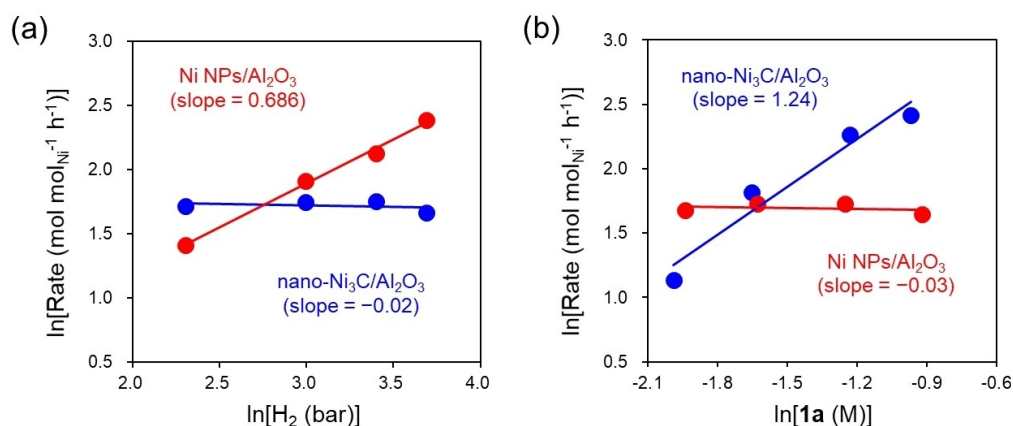 (a)
3.0
2.5
2.0
1.5
1.0
0.5
ln[Rate (mol mol_Ni⁻¹ h⁻¹)]
Ni NPs/Al₂O₃
(slope = 0.686)
nano-Ni₃C/Al₂O₃
(slope = −0.02)
2.0 2.5 3.0 3.5 4.0
ln[H₂ (bar)]
(b)
3.0
2.5
2.0
1.5
1.0
0.5
ln[Rate (mol mol_Ni⁻¹ h⁻¹)]
nano-Ni₃C/Al₂O₃
(slope = 1.24)
Ni NPs/Al₂O₃
(slope = −0.03)
-2.1 -1.8 -1.5 -1.2 -0.9 -0.6
ln[1a (M)]